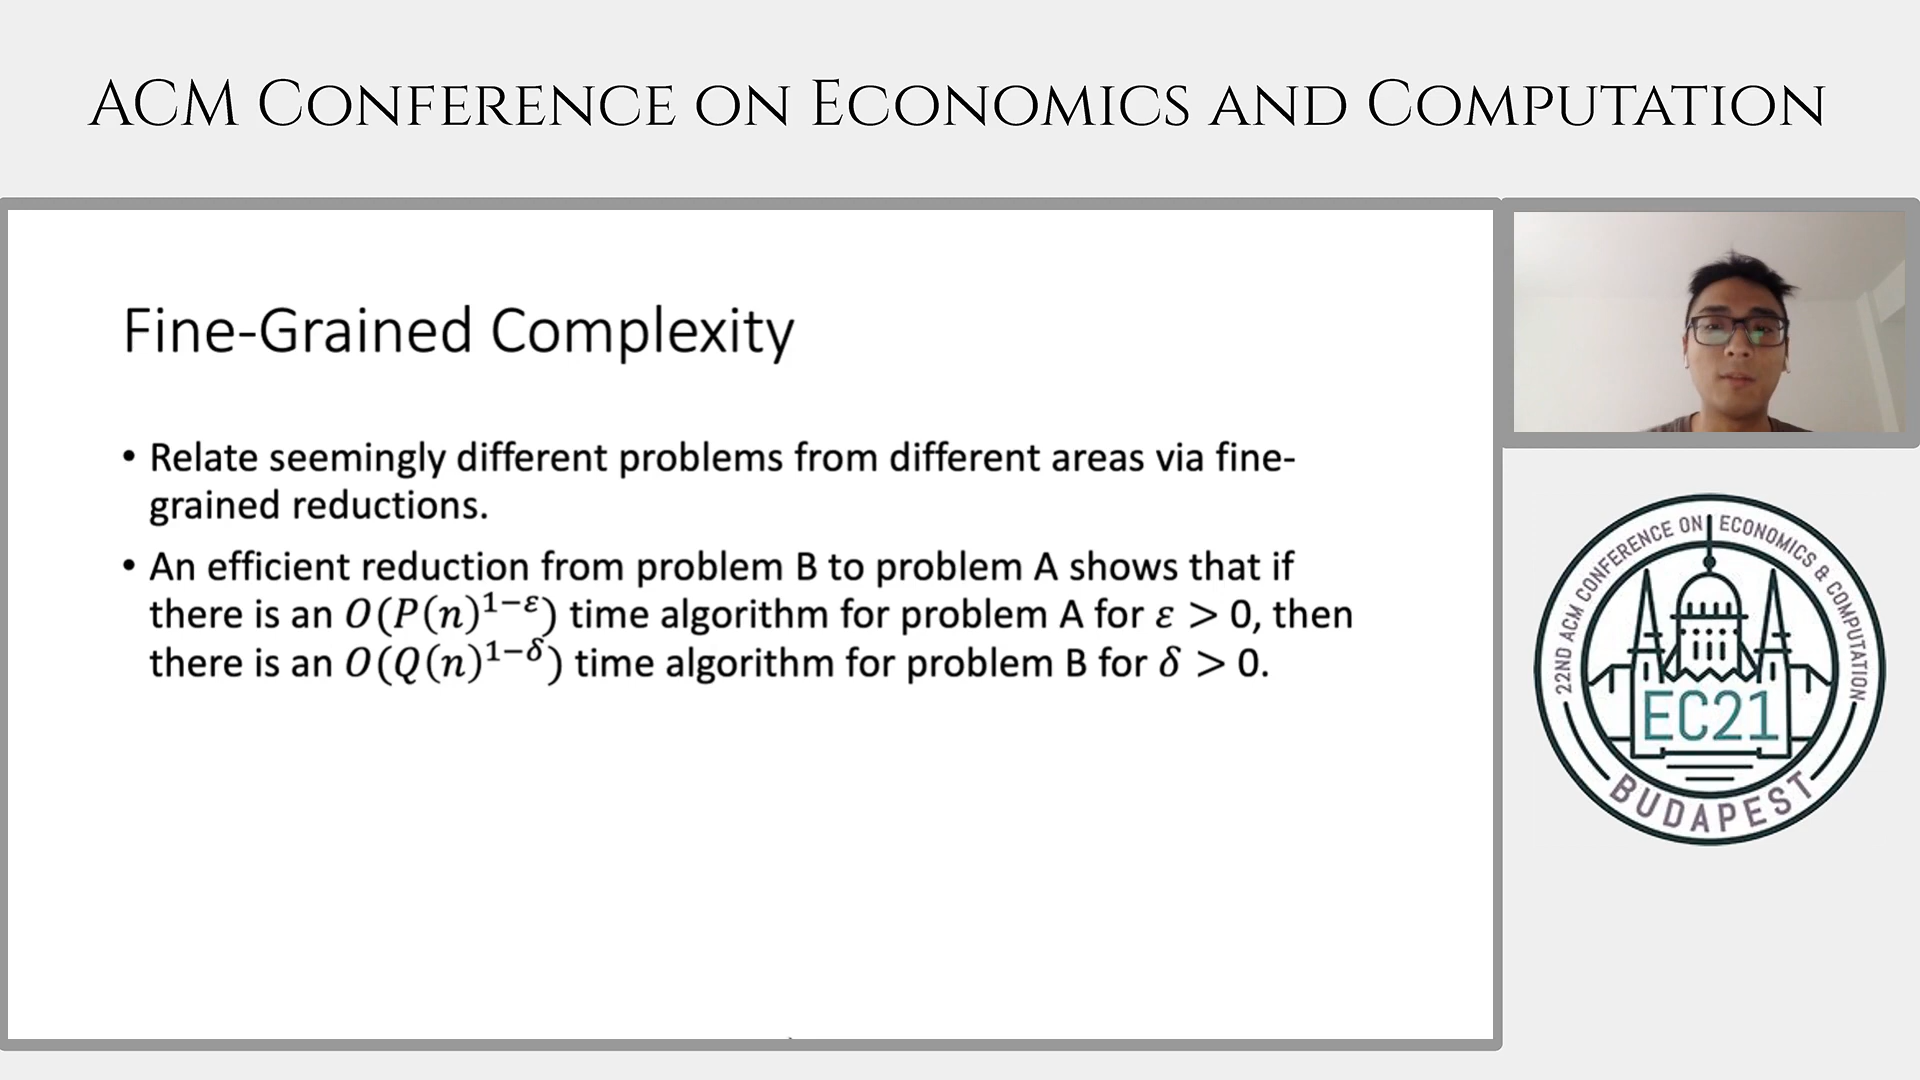 ACM Conference on Economics and Computation
Fine-Grained Complexity
• Relate seemingly different problems from different areas via fine-
grained reductions.
• An efficient reduction from problem B to problem A shows that if
there is an 𝑂(𝑃(𝑛)^{1−𝜀}) time algorithm for problem A for 𝜀 > 0, then
there is an 𝑂(𝑄(𝑛)^{1−𝛿}) time algorithm for problem B for 𝛿 > 0.
22ND ACM CONFERENCE ON ECONOMICS & COMPUTATION
EC21
BUDAPEST